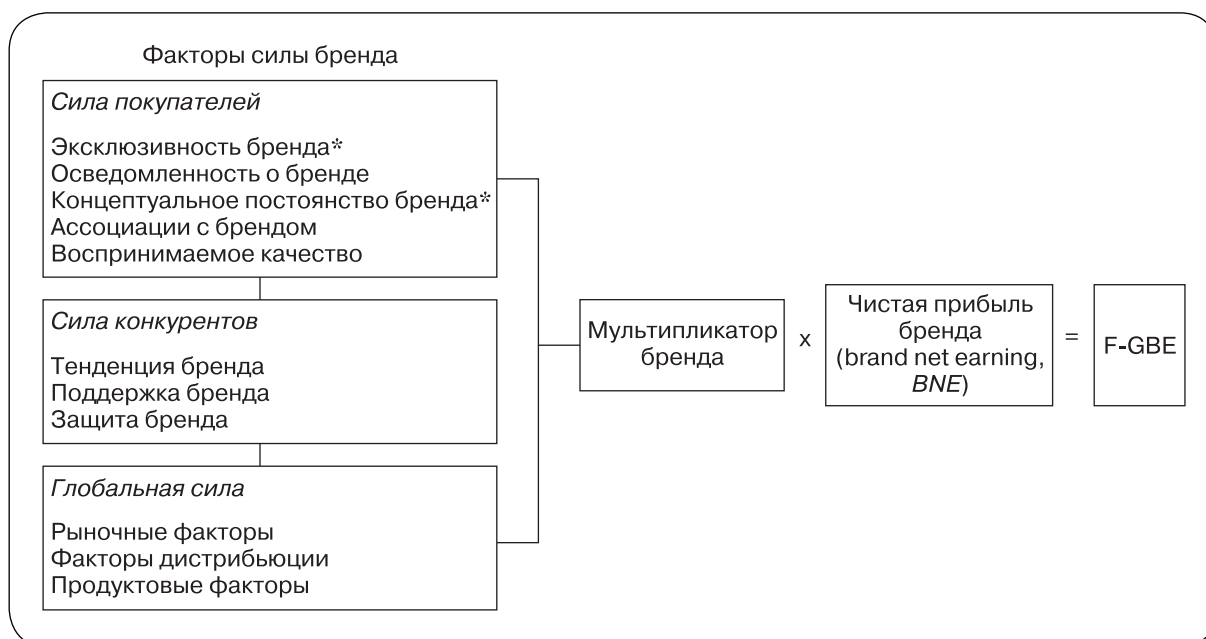 Факторы силы бренда
Сила покупателей
Эксклюзивность бренда*
Осведомленность о бренде
Концептуальное постоянство бренда*
Ассоциации с брендом
Воспринимаемое качество
Сила конкурентов
Тенденция бренда
Поддержка бренда
Защита бренда
Глобальная сила
Рыночные факторы
Факторы дистрибьюции
Продуктовые факторы
Мультипликатор
бренда
x
Чистая прибыль
бренда
(brand net earning,
BNE)
=
F-GBE